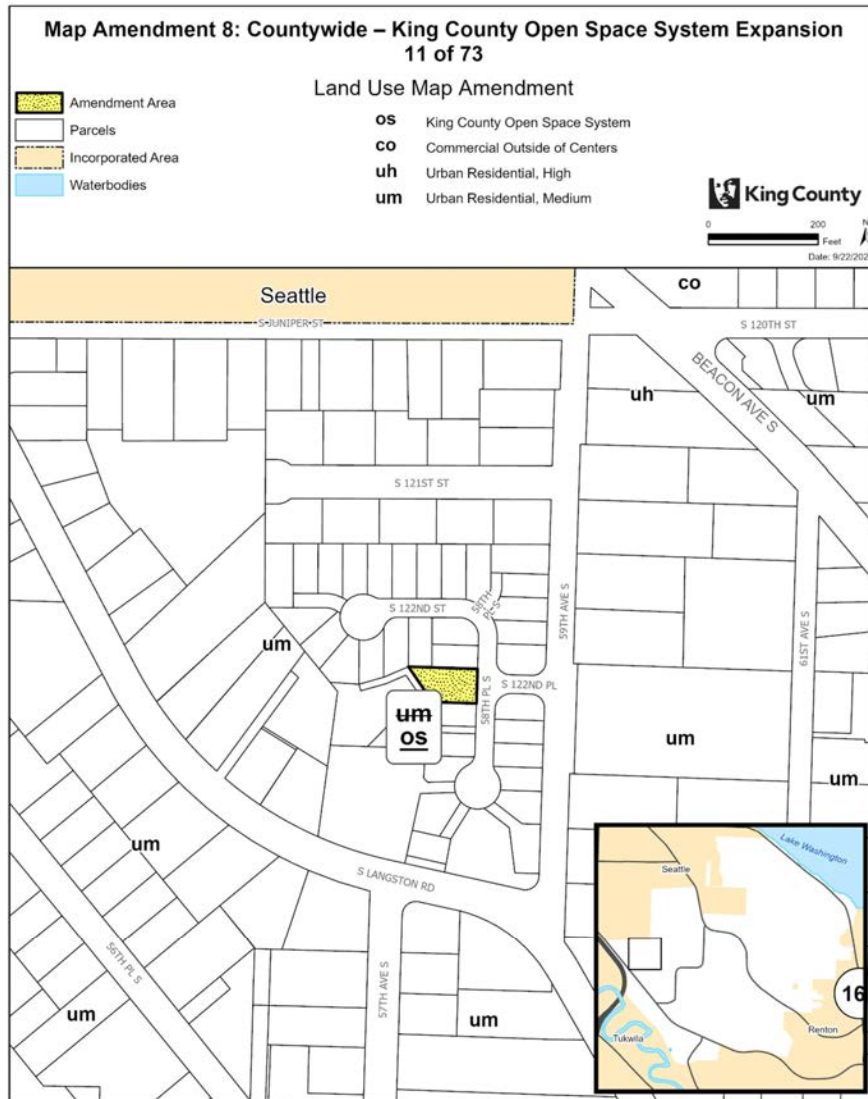 Map Amendment 8: Countywide – King County Open Space System Expansion
11 of 73
Land Use Map Amendment
Amendment Area
Parcels
Incorporated Area
Waterbodies
os King County Open Space System
co Commercial Outside of Centers
uh Urban Residential, High
um Urban Residential, Medium
King County
0 200
Feet
N
Date: 9/22/202
Seattle
co
S JUNIPER ST
S 120TH ST
BEACON AVE S
uh
um
S 121ST ST
S 122ND ST
58TH PL S
59TH AVE S
61ST AVE S
um
S 122ND PL
58TH PL S
um
os
um
um
um
S LANGSTON RD
56TH PL S
57TH AVE S
um
um
Lake Washington
Seattle
16
Renton
Tukwila